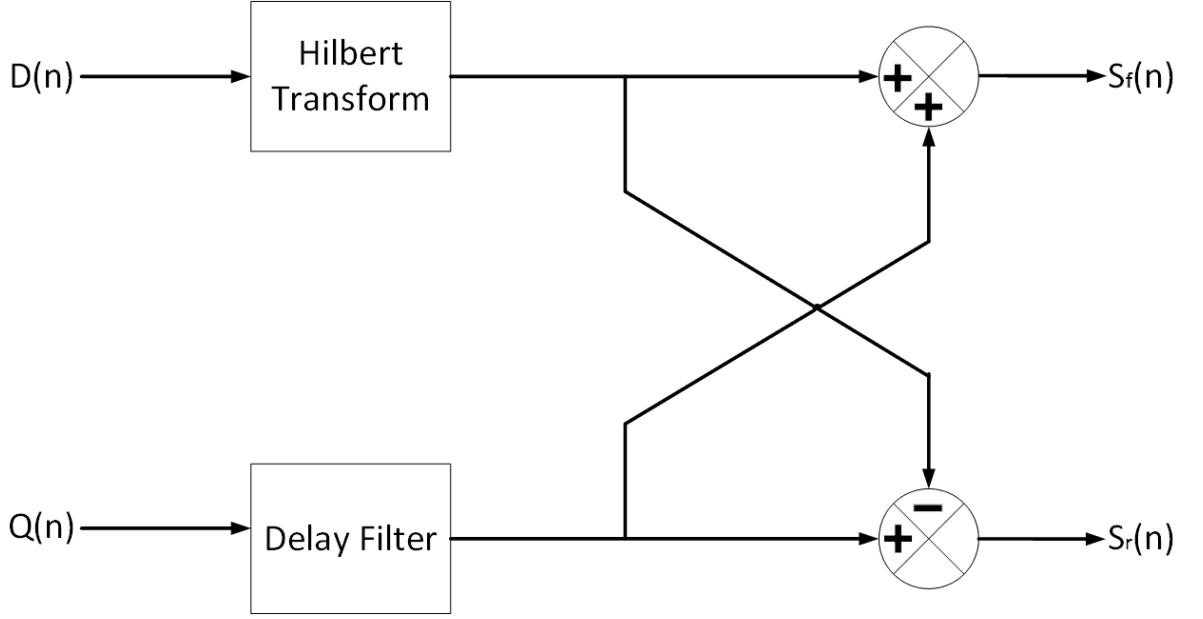 D(n)
Hilbert
Transform
+
+
Sf(n)
Q(n)
Delay Filter
−
+
Sr(n)